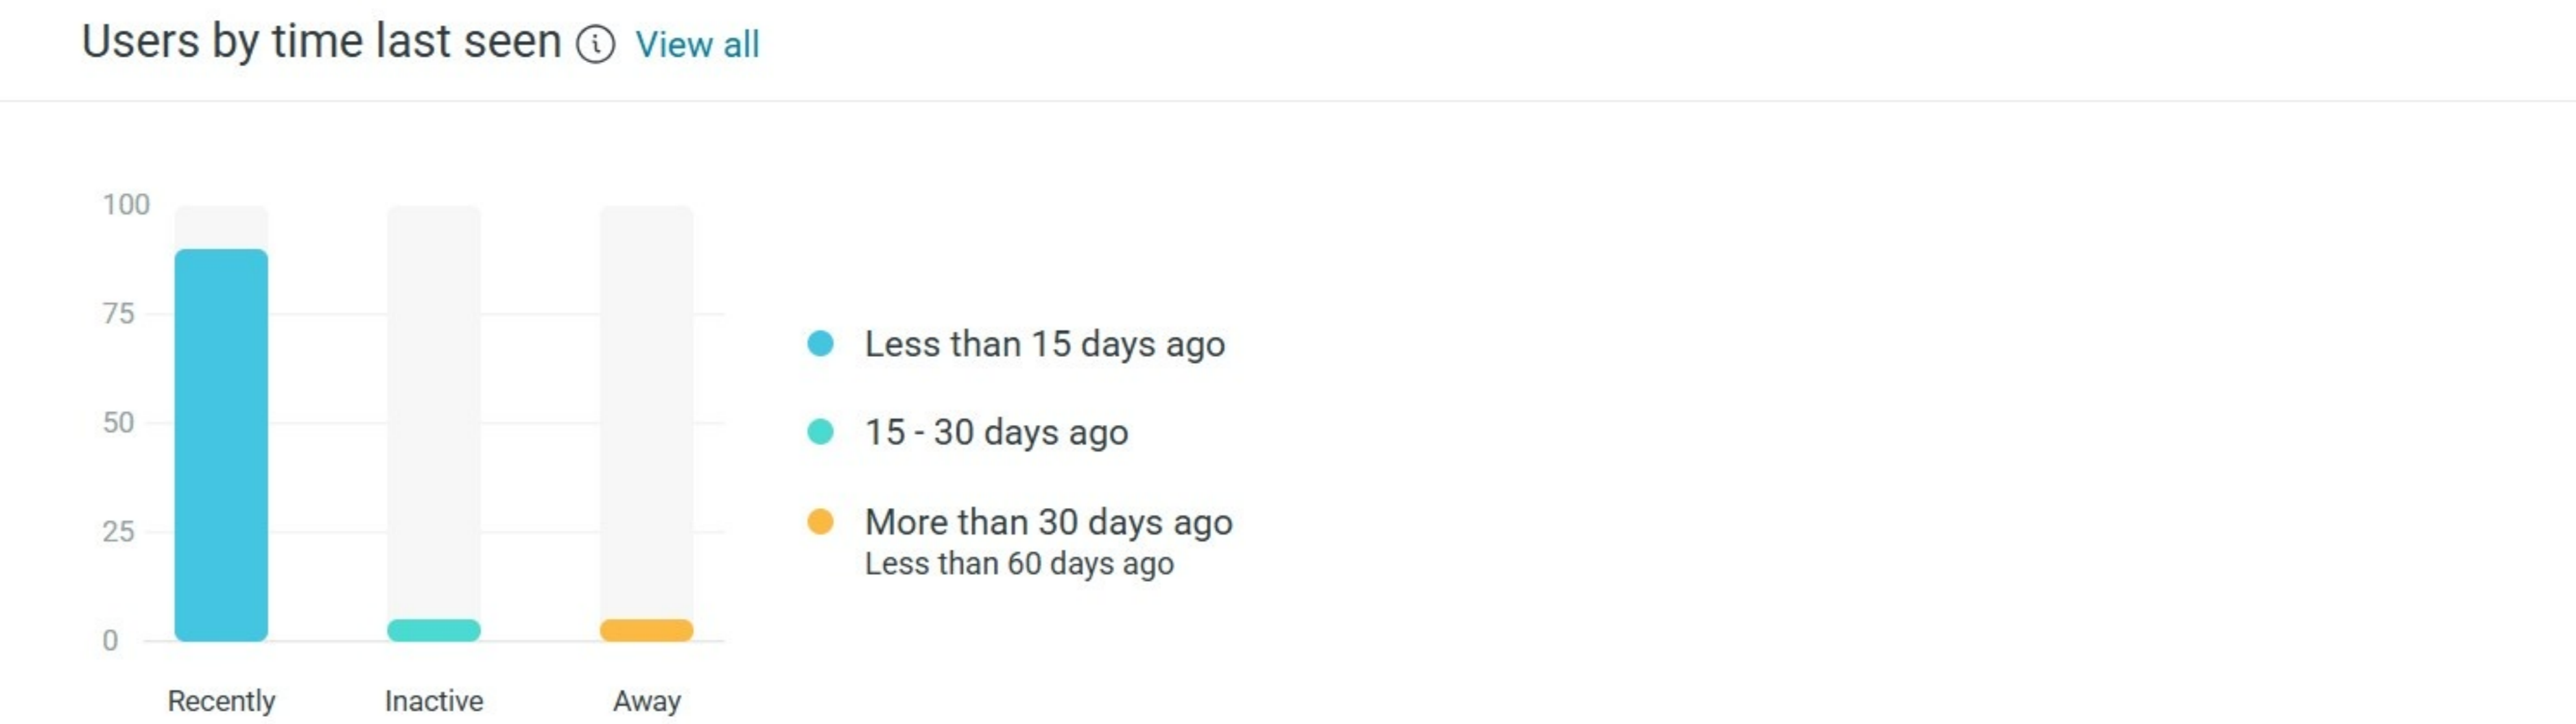 Users by time last seen View all
100
75
50
25
0
Recently Inactive Away
Less than 15 days ago
15 - 30 days ago
More than 30 days ago
Less than 60 days ago